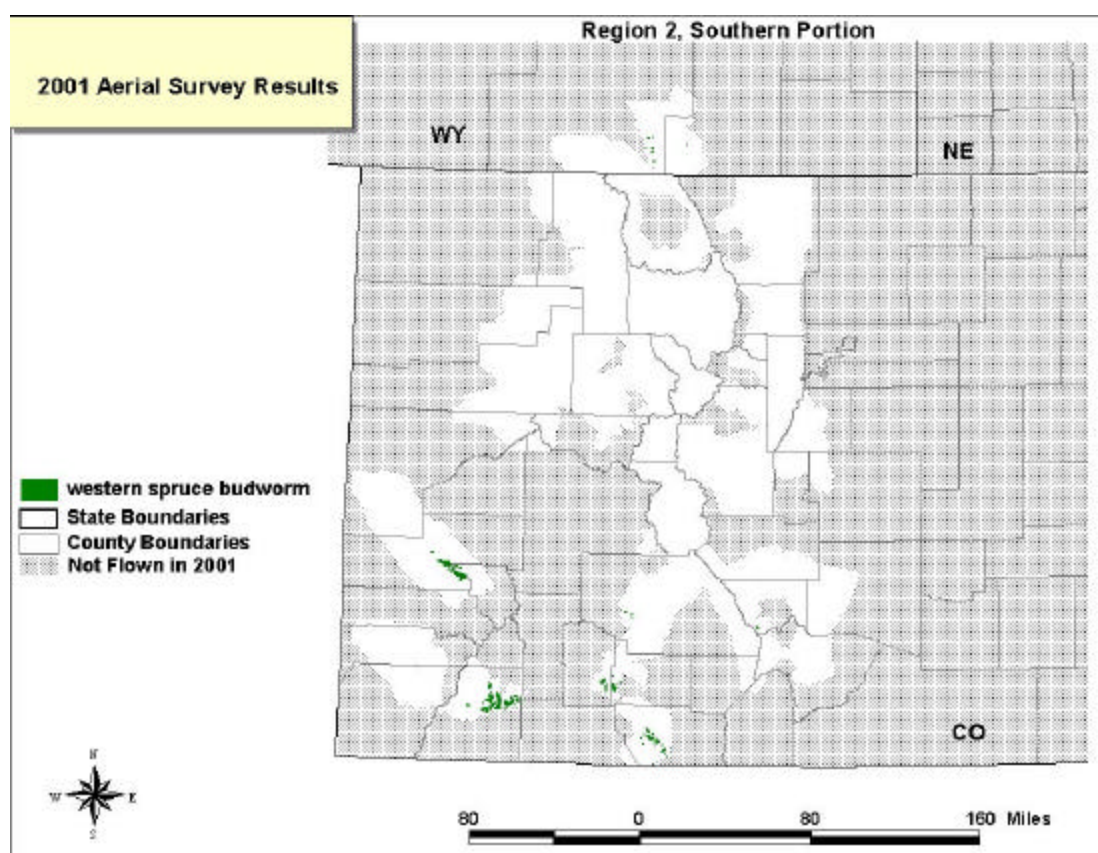 Region 2, Southern Portion
2001 Aerial Survey Results
WY
NE
western spruce budworm
State Boundaries
County Boundaries
Not Flown in 2001
CO
N
W E
S
80 0 80 160 Miles